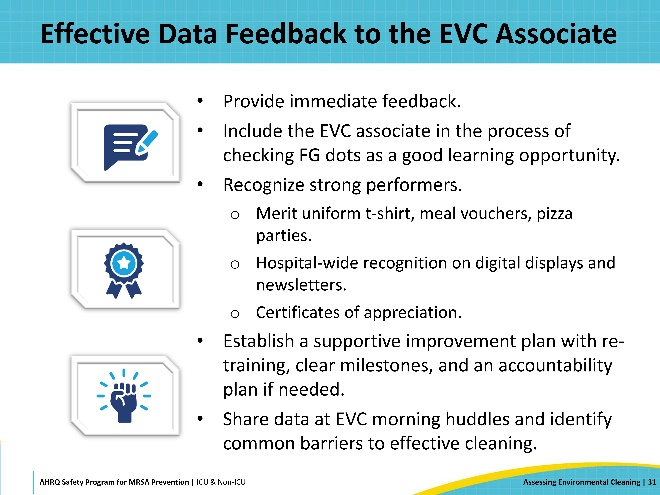 Effective Data Feedback to the EVC Associate
• Provide immediate feedback.
• Include the EVC associate in the process of
checking FG dots as a good learning opportunity.
• Recognize strong performers.
o Merit uniform t-shirt, meal vouchers, pizza
parties.
o Hospital-wide recognition on digital displays and
newsletters.
o Certificates of appreciation.
• Establish a supportive improvement plan with re-
training, clear milestones, and an accountability
plan if needed.
• Share data at EVC morning huddles and identify
common barriers to effective cleaning.
AHRQ Safety Program for MRSA Prevention | ICU & Non-ICU
Assessing Environmental Cleaning | 31